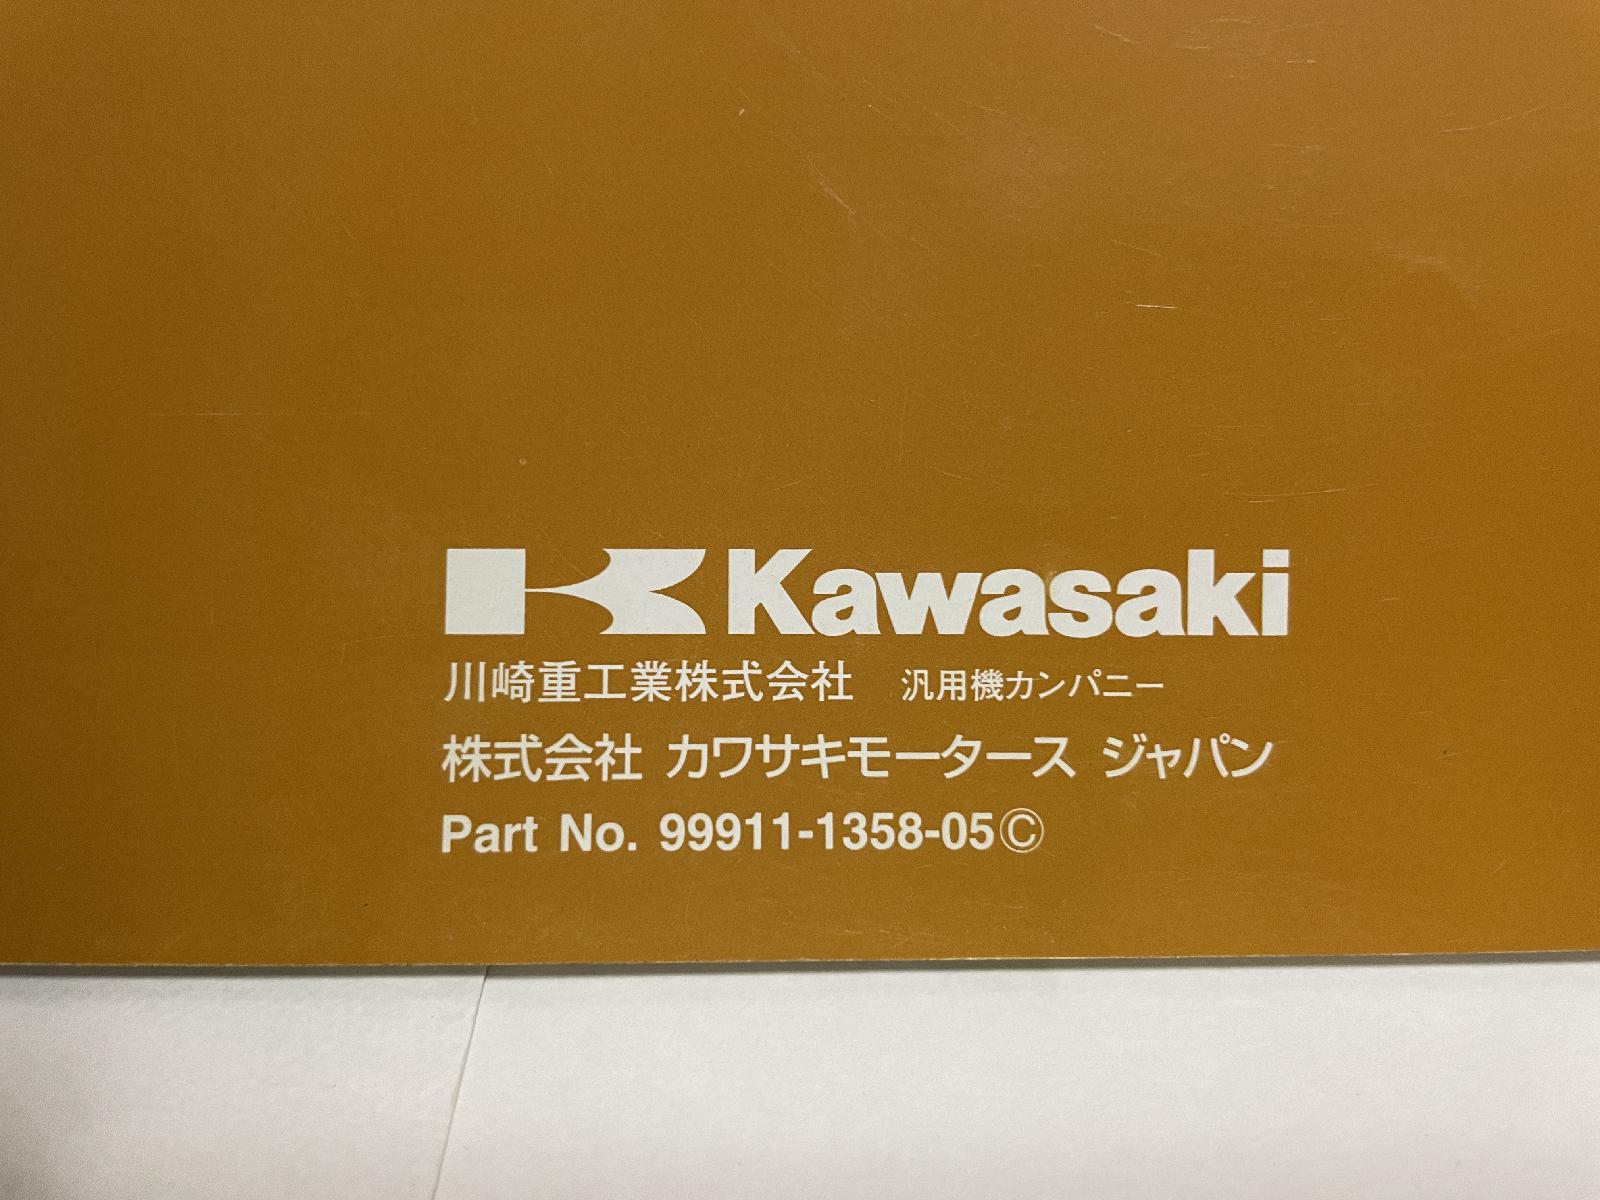 Kawasaki
川崎重工業株式会社 汎用機カンパニー
株式会社 カワサキモータース ジャパン
Part No. 99911-1358-05Ⓒ